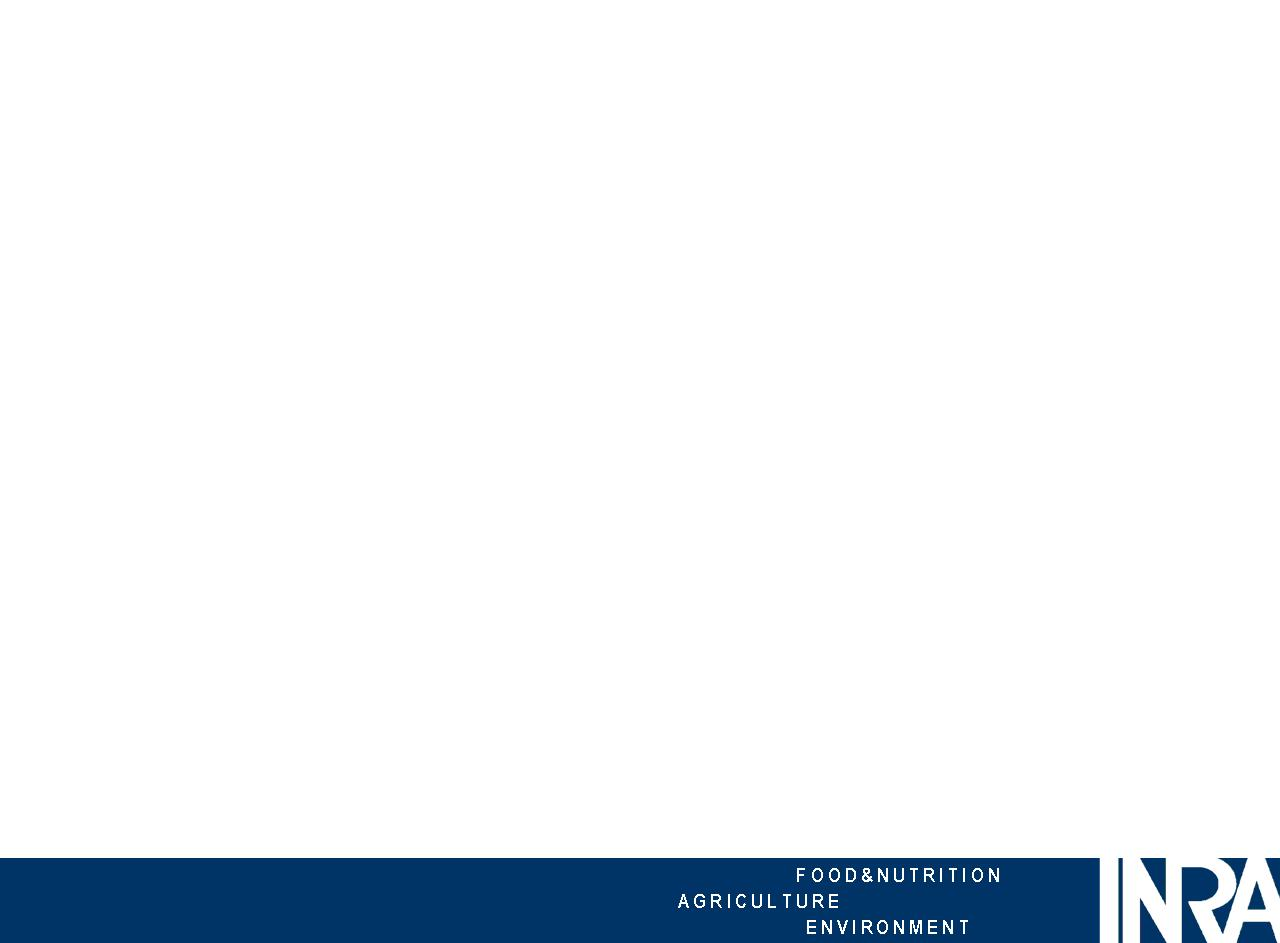 FOOD&NUTRITION
AGRICULTURE
ENVIRONMENT
INRA